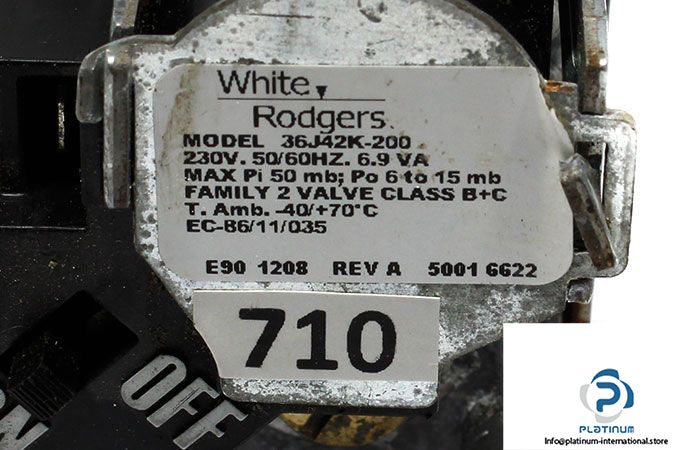 White
Rodgers
MODEL 36J42K-200
230V. 50/60HZ. 6.9 VA
MAX Pi 50 mb; Po 6 to 15 mb
FAMILY 2 VALVE CLASS B+C
T. Amb. -40/+70°C
EC-86/11/035
E90 1208 REV A 5001 6622
710
OFF
ON
PLATINUM
Info@platinum-international.store